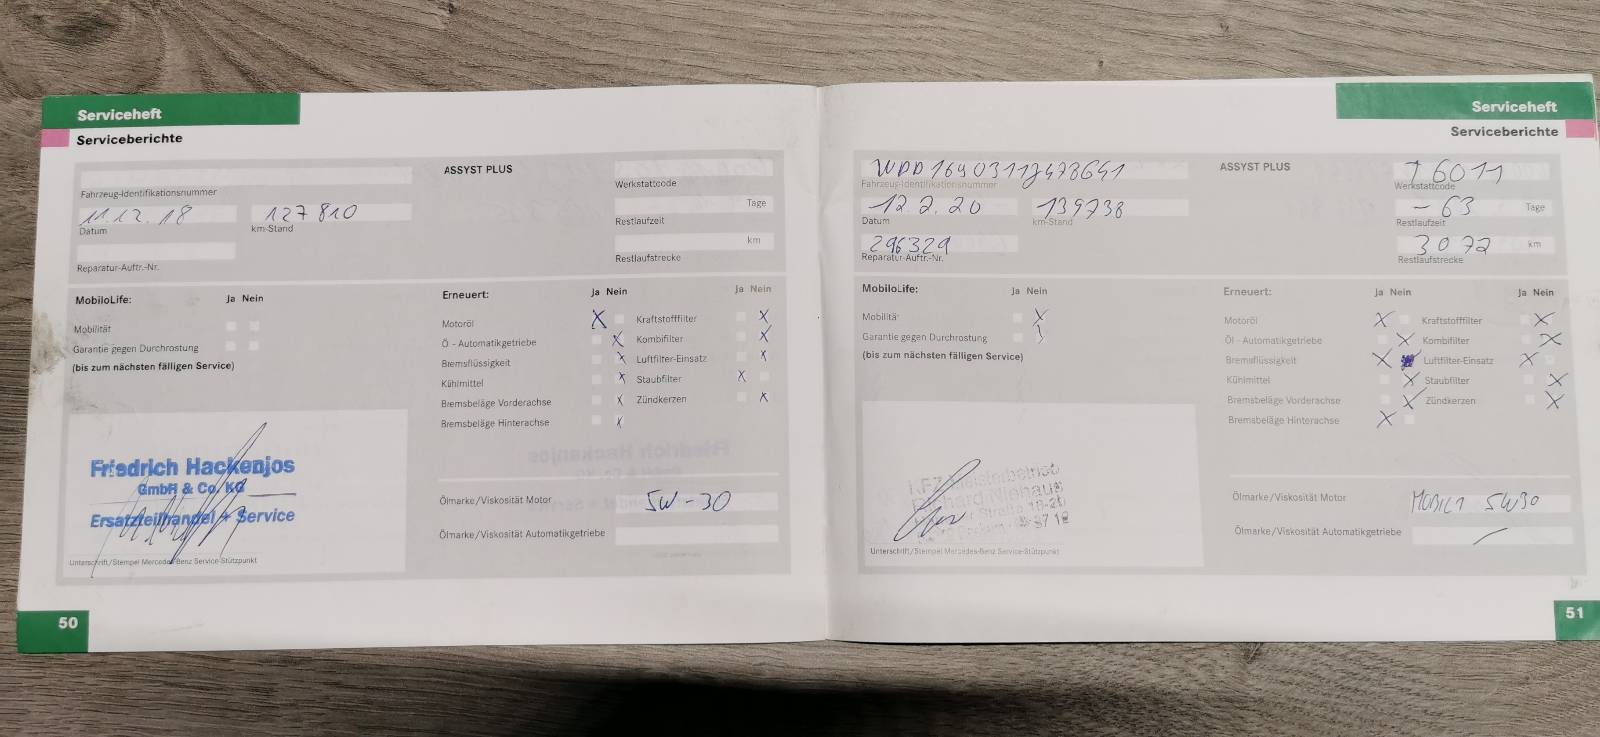 Serviceheft
Serviceberichte
ASSYST PLUS
Fahrzeug-Identifikationsnummer
Werkstattcode
11.12.18
127 810
Tage
Datum
km-Stand
Restlaufzeit
km
Reparatur-Auftr.-Nr.
Restlaufstrecke
MobiloLife:
Ja Nein
Mobilität
Garantie gegen Durchrostung
(bis zum nächsten fälligen Service)
Erneuert:
Ja Nein
Ja Nein
Motoröl X
Kraftstofffilter X
Öl - Automatikgetriebe X
Kombifilter X
Bremsflüssigkeit X
Luftfilter-Einsatz X
Kühlmittel X
Staubfilter X
Bremsbeläge Vorderachse X
Zündkerzen X
Bremsbeläge Hinterachse X
Friedrich Hackenjos
GmbH & Co. KG
Ersatzteilhandel + Service
Unterschrift/Stempel Mercedes-Benz Service-Stützpunkt
Ölmarke/Viskosität Motor
5W-30
Ölmarke/Viskosität Automatikgetriebe
50
Serviceheft
Serviceberichte
ASSYST PLUS
Fahrzeug-Identifikationsnummer
T6011
Werkstattcode
12 2.20
139738
- 63
Tage
Datum
km-Stand
Restlaufzeit
296329
3072
km
Reparatur-Auftr.-Nr.
Restlaufstrecke
MobiloLife:
Ja Nein
Mobilität X
Garantie gegen Durchrostung
(bis zum nächsten fälligen Service)
Erneuert:
Ja Nein
Ja Nein
Motoröl X
Kraftstofffilter X
Öl - Automatikgetriebe X
Kombifilter X
Bremsflüssigkeit X
Luftfilter-Einsatz X
Kühlmittel X
Staubfilter X
Bremsbeläge Vorderachse X
Zündkerzen X
Bremsbeläge Hinterachse X
Unterschrift/Stempel Mercedes-Benz Service-Stützpunkt
Ölmarke/Viskosität Motor
5W30
Ölmarke/Viskosität Automatikgetriebe
51